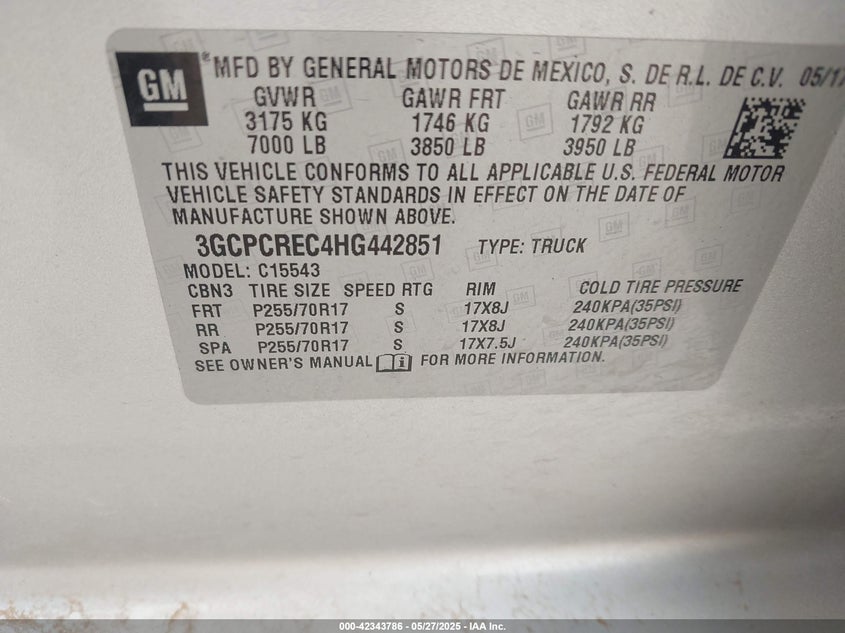 GM
® MFD BY GENERAL MOTORS DE MEXICO, S. DE R.L. DE C.V. 05/17
GVWR GAWR FRT GAWR RR
3175 KG 1746 KG 1792 KG
7000 LB 3850 LB 3950 LB
THIS VEHICLE CONFORMS TO ALL APPLICABLE U.S. FEDERAL MOTOR
VEHICLE SAFETY STANDARDS IN EFFECT ON THE DATE OF
MANUFACTURE SHOWN ABOVE.
3GCPCREC4HG442851 TYPE: TRUCK
MODEL: C15543
CBN3 TIRE SIZE SPEED RTG RIM COLD TIRE PRESSURE
FRT P255/70R17 S 17X8J 240KPA(35PSI)
RR P255/70R17 S 17X8J 240KPA(35PSI)
SPA P255/70R17 S 17X7.5J 240KPA(35PSI)
SEE OWNER'S MANUAL i FOR MORE INFORMATION.
000-42343786 - 05/27/2025 - IAA Inc.